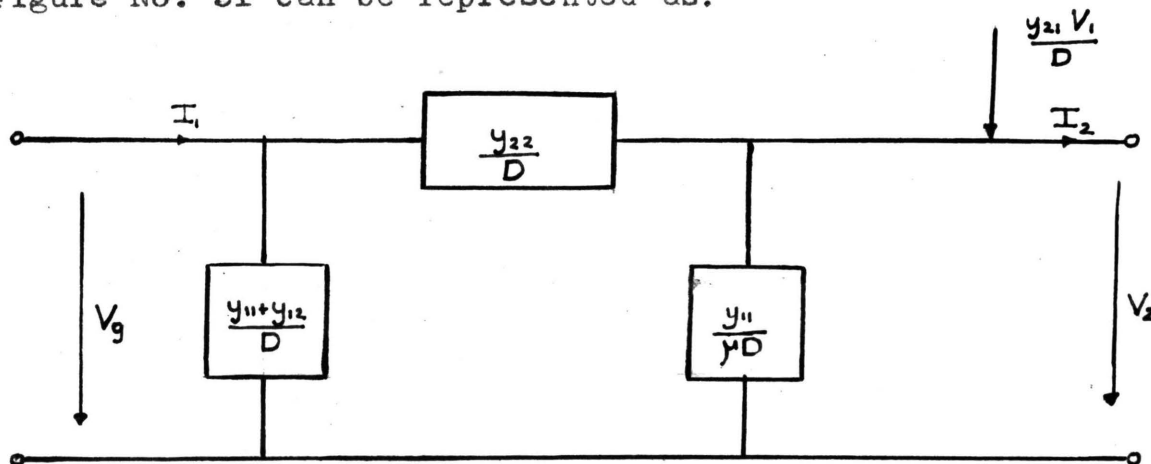 Figure No. 31 can be represented as:
y₂₁ V₁
D
I₁
y₂₂
D
I₂
Vg
y₁₁+y₁₂
D
y₁₁
μD
V₂